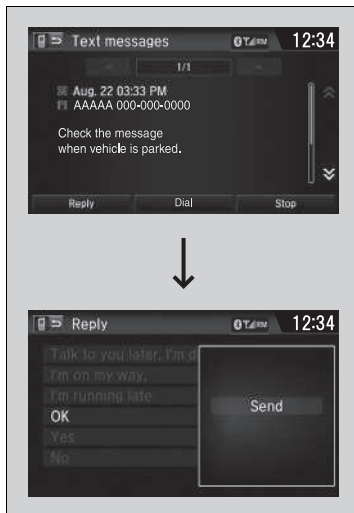 Text messages 12:34
1/1
Aug. 22 03:33 PM
AAAAA 000-000-0000
Check the message
when vehicle is parked.
Reply Dial Stop
Reply 12:34
Talk to you later, I'm d
I'm on my way,
I'm running late
OK
Send
Yes
No